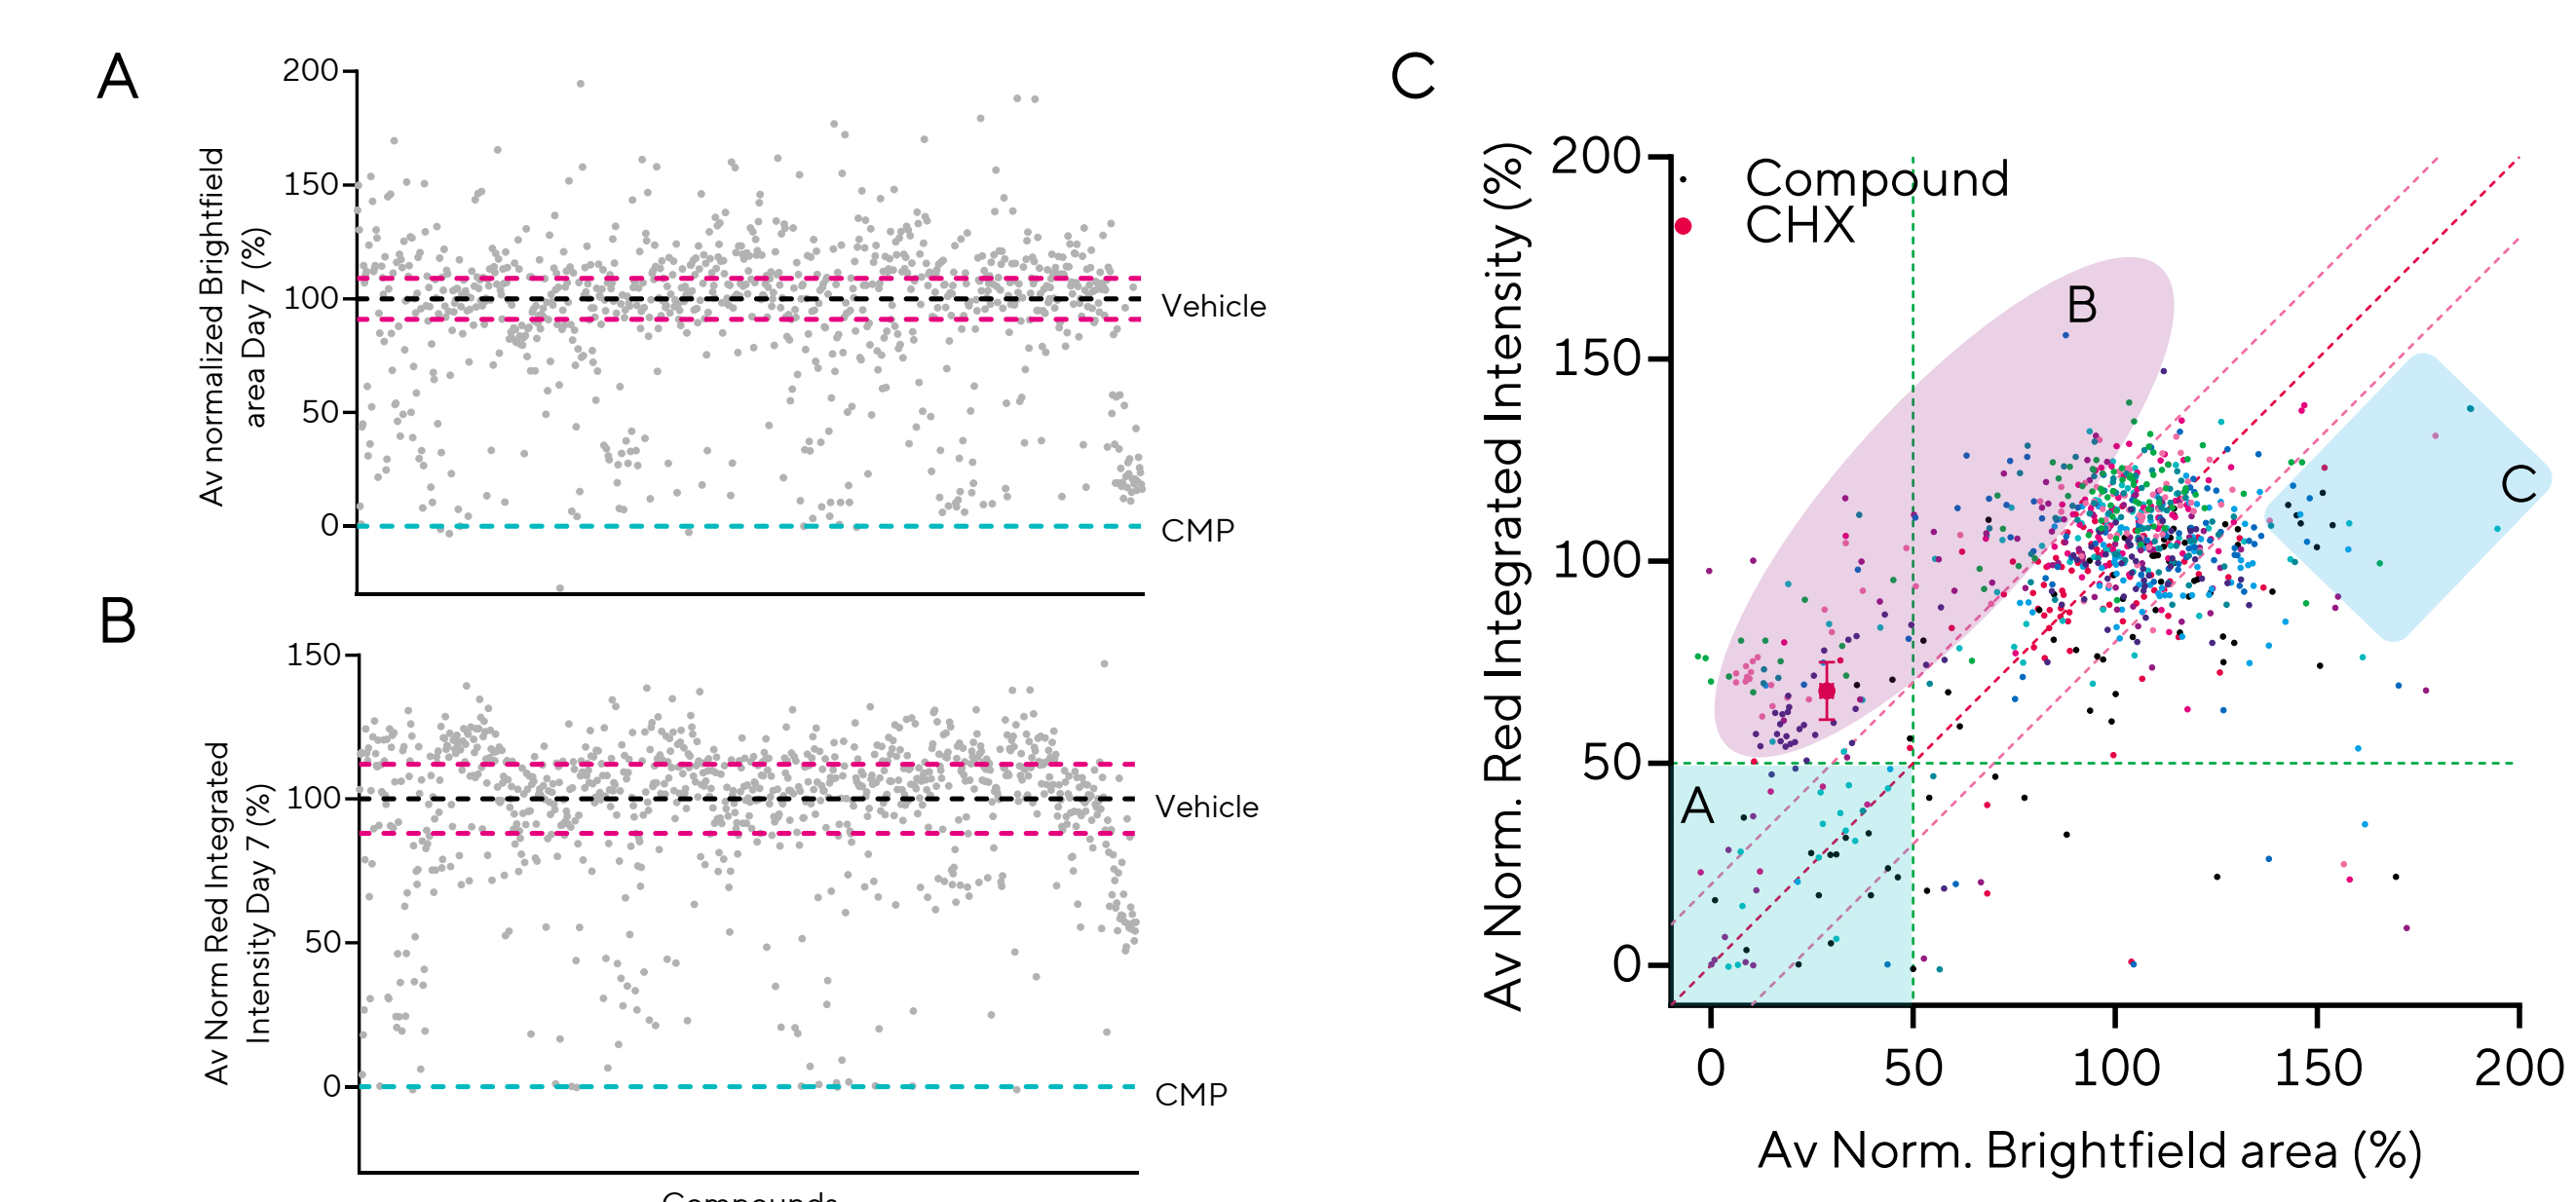 A
Av normalized Brightfield
area Day 7 (%)
200
150
100
50
0
Vehicle
CMP
B
Av Norm Red Integrated
Intensity Day 7 (%)
150
100
50
0
Vehicle
CMP
Compounds
C
Av Norm. Red Integrated Intensity (%)
200
150
100
50
0
Compound
CHX
B
C
A
0 50 100 150 200
Av Norm. Brightfield area (%)